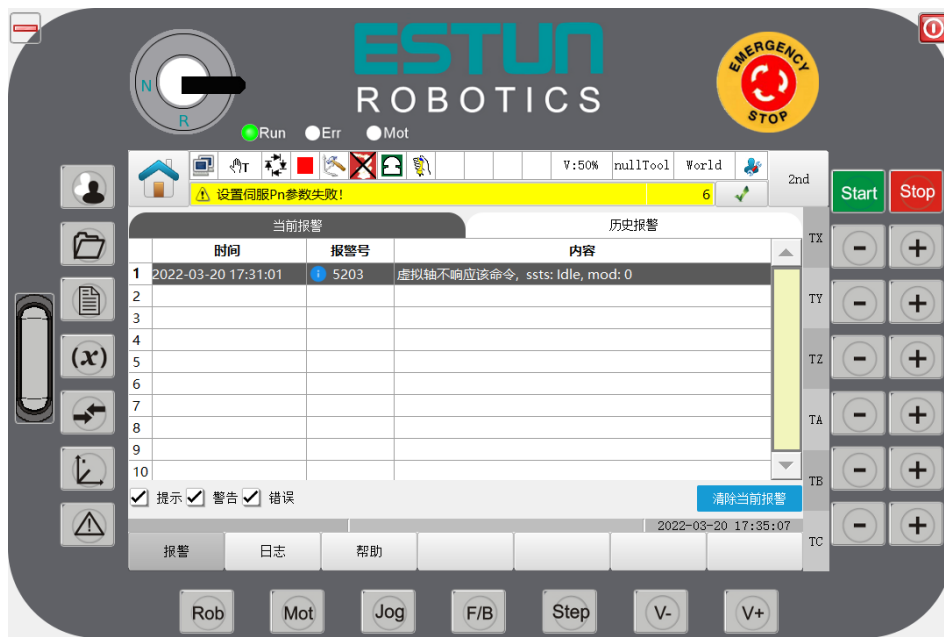 ESTUN
ROBOTICS
EMERGENCY
STOP
N
R
Run Err Mot
T V:50% nullTool World 2nd
设置伺服Pn参数失败! 6
Start Stop
当前报警 历史报警
时间 报警号 内容
1 2022-03-20 17:31:01 5203 虚拟轴不响应该命令, ssts: Idle, mod: 0
2
3
4
5
6
7
8
9
10
TX
TY
TZ
TA
TB
TC
(x)
- +
- +
- +
- +
- +
- +
提示 警告 错误 清除当前报警
2022-03-20 17:35:07
报警 日志 帮助
Rob Mot Jog F/B Step V- V+